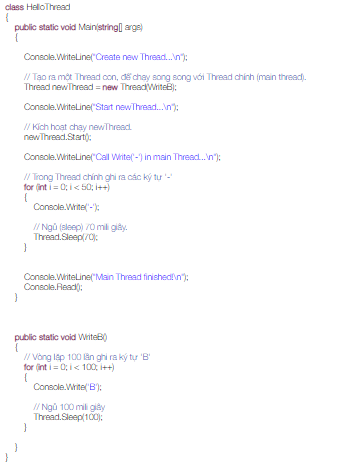 class HelloThread
{
public static void Main(string[] args)
{
Console.WriteLine("Create new Thread...\n");
// Tạo ra một Thread con, để chạy song song với Thread chính (main thread).
Thread newThread = new Thread(WriteB);
Console.WriteLine("Start newThread...\n");
// Kích hoạt chạy newThread.
newThread.Start();
Console.WriteLine("Call Write('-') in main Thread...\n");
// Trong Thread chính ghi ra các ký tự '-'
for (int i = 0; i < 50; i++)
{
Console.Write('-');
// Ngủ (sleep) 70 mili giây.
Thread.Sleep(70);
}
Console.WriteLine("Main Thread finished!\n");
Console.Read();
}
public static void WriteB()
{
// Vòng lặp 100 lần ghi ra ký tự 'B'
for (int i = 0; i < 100; i++)
{
Console.Write('B');
// Ngủ 100 mili giây
Thread.Sleep(100);
}
}
}